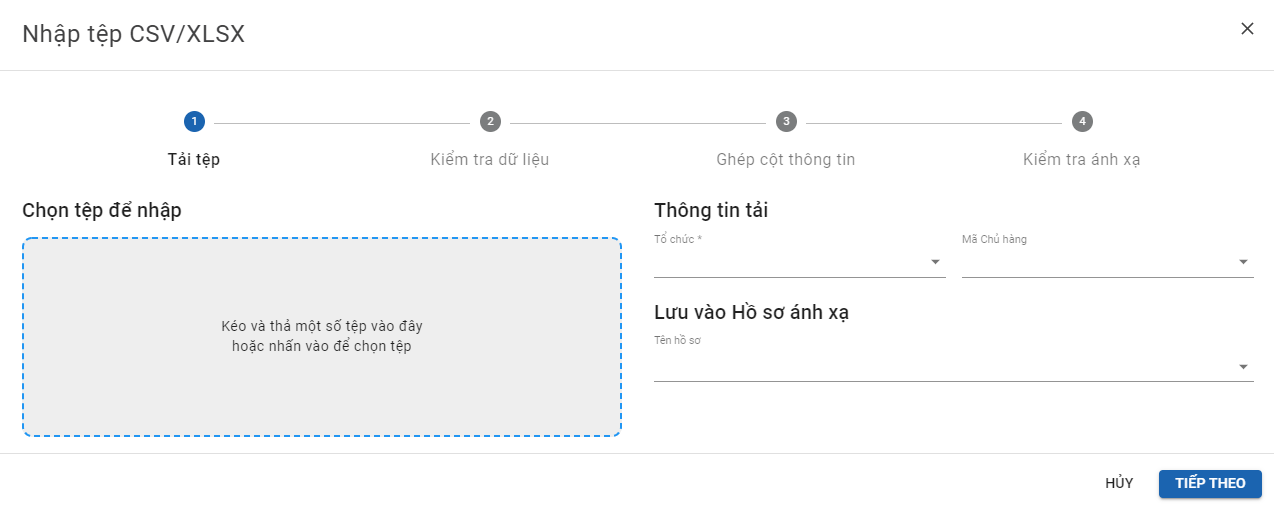 Nhập tệp CSV/XLSX
1
2
3
4
Tải tệp
Kiểm tra dữ liệu
Ghép cột thông tin
Kiểm tra ánh xạ
Chọn tệp để nhập
Kéo và thả một số tệp vào đây
hoặc nhấn vào để chọn tệp
Thông tin tải
Tổ chức *
Mã Chủ hàng
Lưu vào Hồ sơ ánh xạ
Tên hồ sơ
HỦY
TIẾP THEO